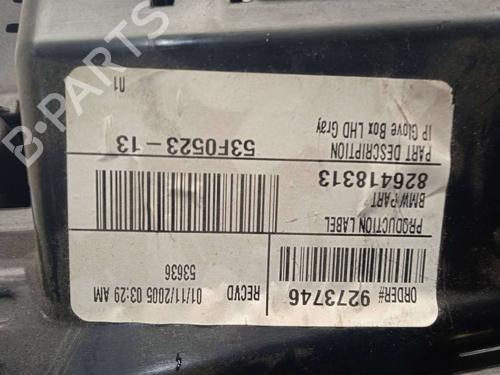 ORDER# 9273746
RECVD 01/11/2005 03:29 AM
53636
PRODUCTION LABEL
BMW PART
826418313
PART DESCRIPTION 53F0523-13
IP Glove Box LHD Gray
01
B-PARTS